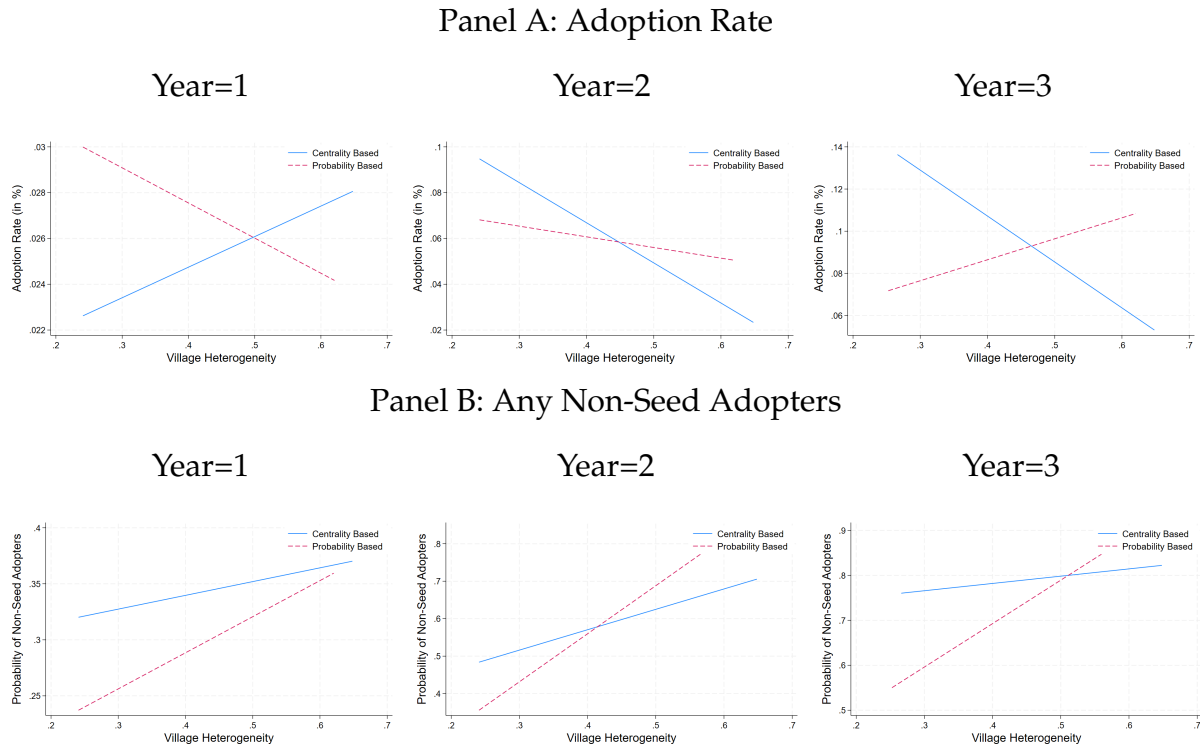 Panel A: Adoption Rate
Year=1
Year=2
Year=3
Adoption Rate (in %)
.03
.028
.026
.024
.022
Centrality Based
Probability Based
.2 .3 .4 .5 .6 .7
Village Heterogeneity
Adoption Rate (in %)
.1
.08
.06
.04
.02
Centrality Based
Probability Based
.2 .3 .4 .5 .6 .7
Village Heterogeneity
Adoption Rate (in %)
.14
.12
.1
.08
.06
Centrality Based
Probability Based
.2 .3 .4 .5 .6 .7
Village Heterogeneity
Panel B: Any Non-Seed Adopters
Year=1
Year=2
Year=3
Probability of Non-Seed Adopters
.4
.35
.3
.25
Centrality Based
Probability Based
.2 .3 .4 .5 .6 .7
Village Heterogeneity
Probability of Non-Seed Adopters
.8
.7
.6
.5
.4
Centrality Based
Probability Based
.2 .3 .4 .5 .6 .7
Village Heterogeneity
Probability of Non-Seed Adopters
.9
.8
.7
.6
.5
Centrality Based
Probability Based
.2 .3 .4 .5 .6 .7
Village Heterogeneity